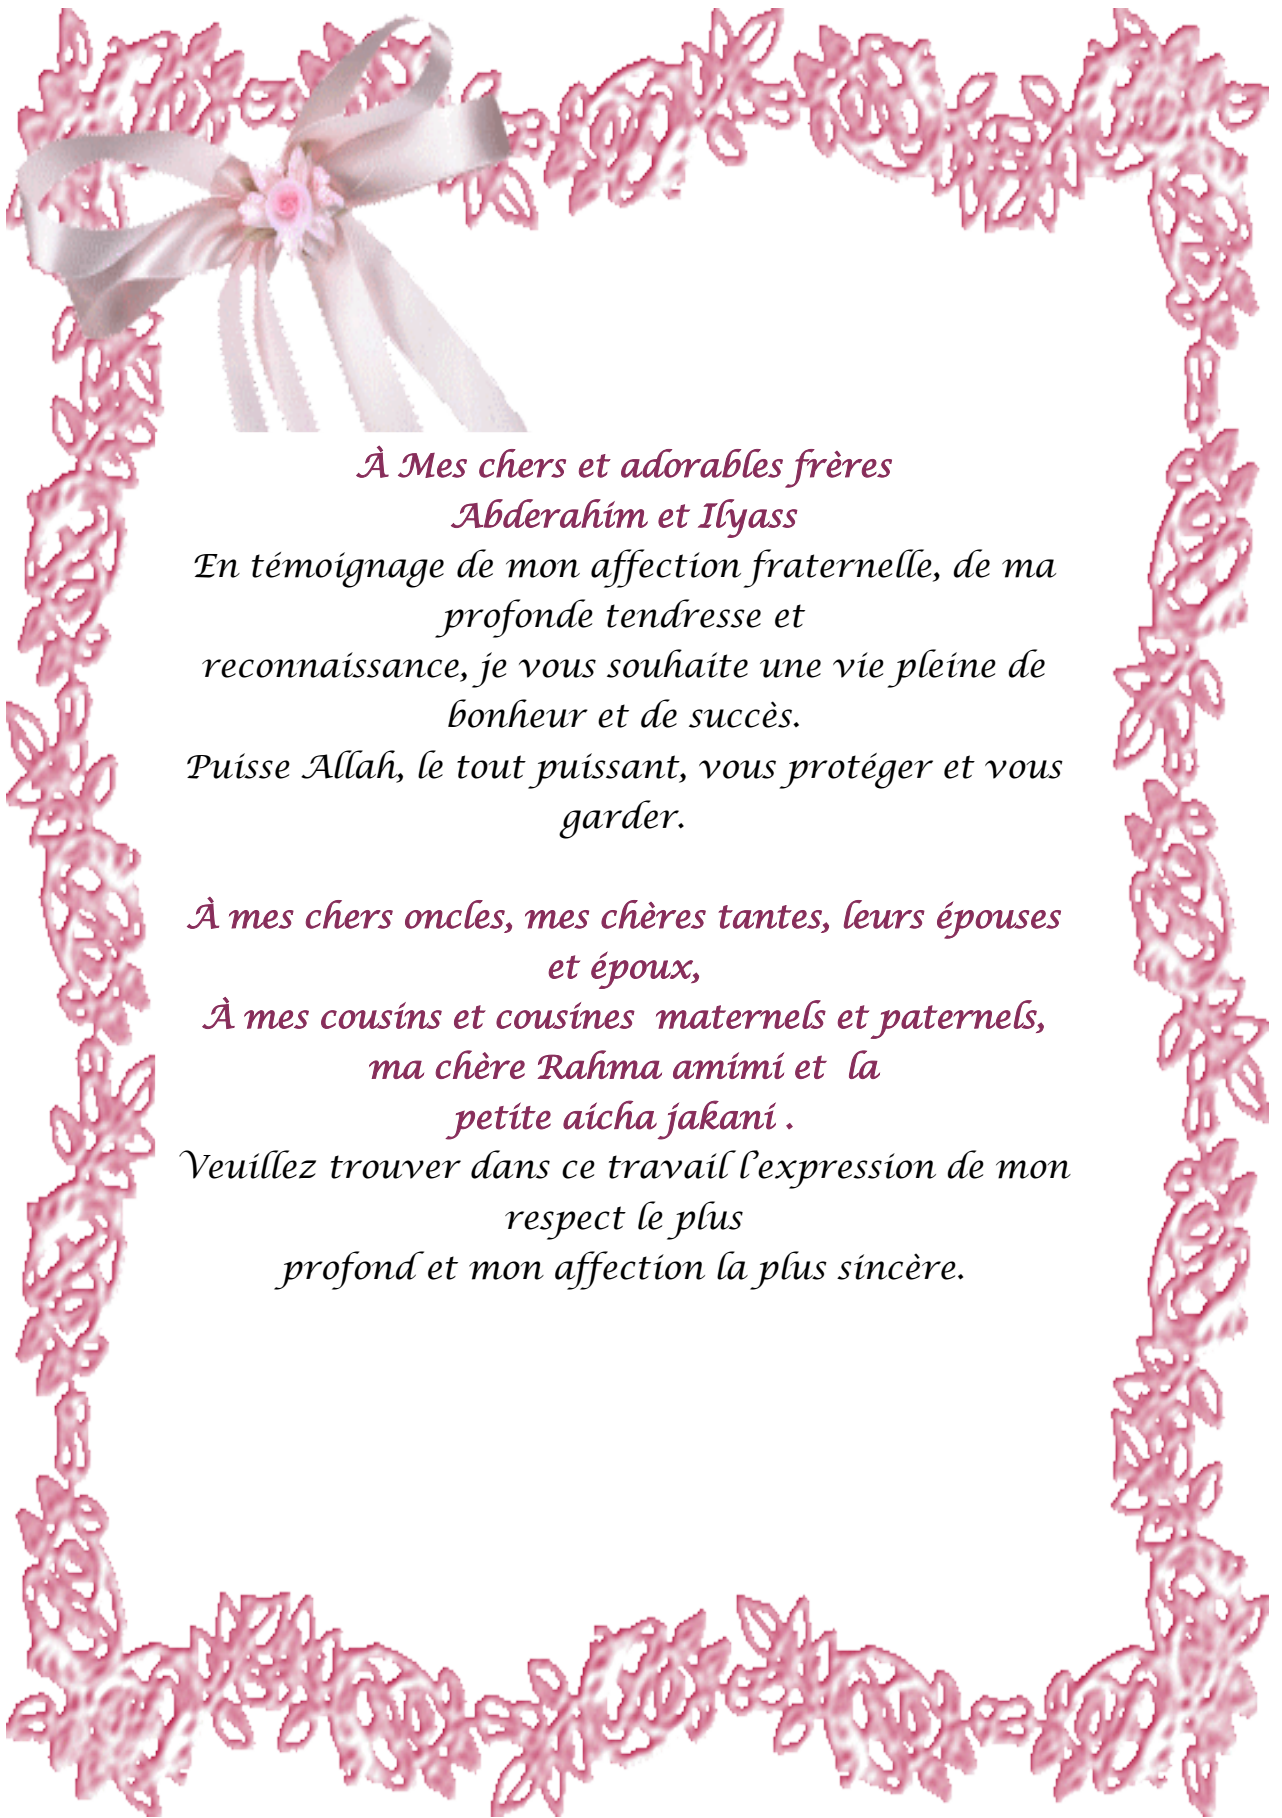 À Mes chers et adorables frères
Abderahim et Ilyass
En témoignage de mon affection fraternelle, de ma
profonde tendresse et
reconnaissance, je vous souhaite une vie pleine de
bonheur et de succès.
Puisse Allah, le tout puissant, vous protéger et vous
garder.
À mes chers oncles, mes chères tantes, leurs épouses
et époux,
À mes cousins et cousines  maternels et paternels,
ma chère Rahma amimi et  la
petite aicha jakani .
Veuillez trouver dans ce travail l'expression de mon
respect le plus
profond et mon affection la plus sincère.